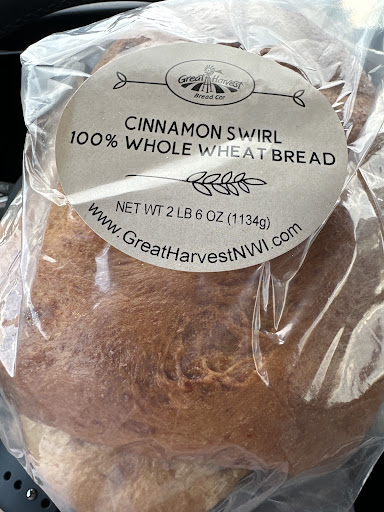 Great Harvest
Bread Co.
CINNAMON SWIRL
100% WHOLE WHEAT BREAD
NET WT 2 LB 6 OZ (1134g)
www.GreatHarvestNWI.com